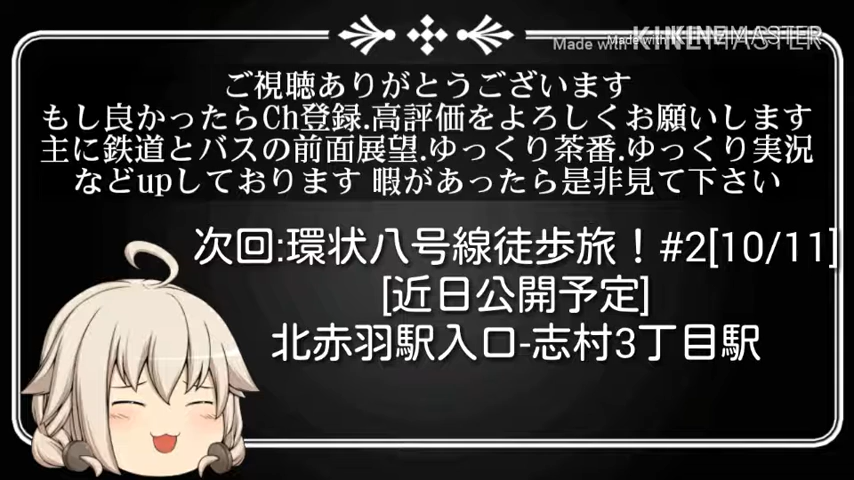 Made with KINEMASTER
Made with KINEMASTER
ご視聴ありがとうございます
もし良かったらCh登録.高評価をよろしくお願いします
主に鉄道とバスの前面展望.ゆっくり茶番.ゆっくり実況
などupしております 暇があったら是非見て下さい
次回:環状八号線徒歩旅！#2[10/11]
[近日公開予定]
北赤羽駅入口-志村3丁目駅